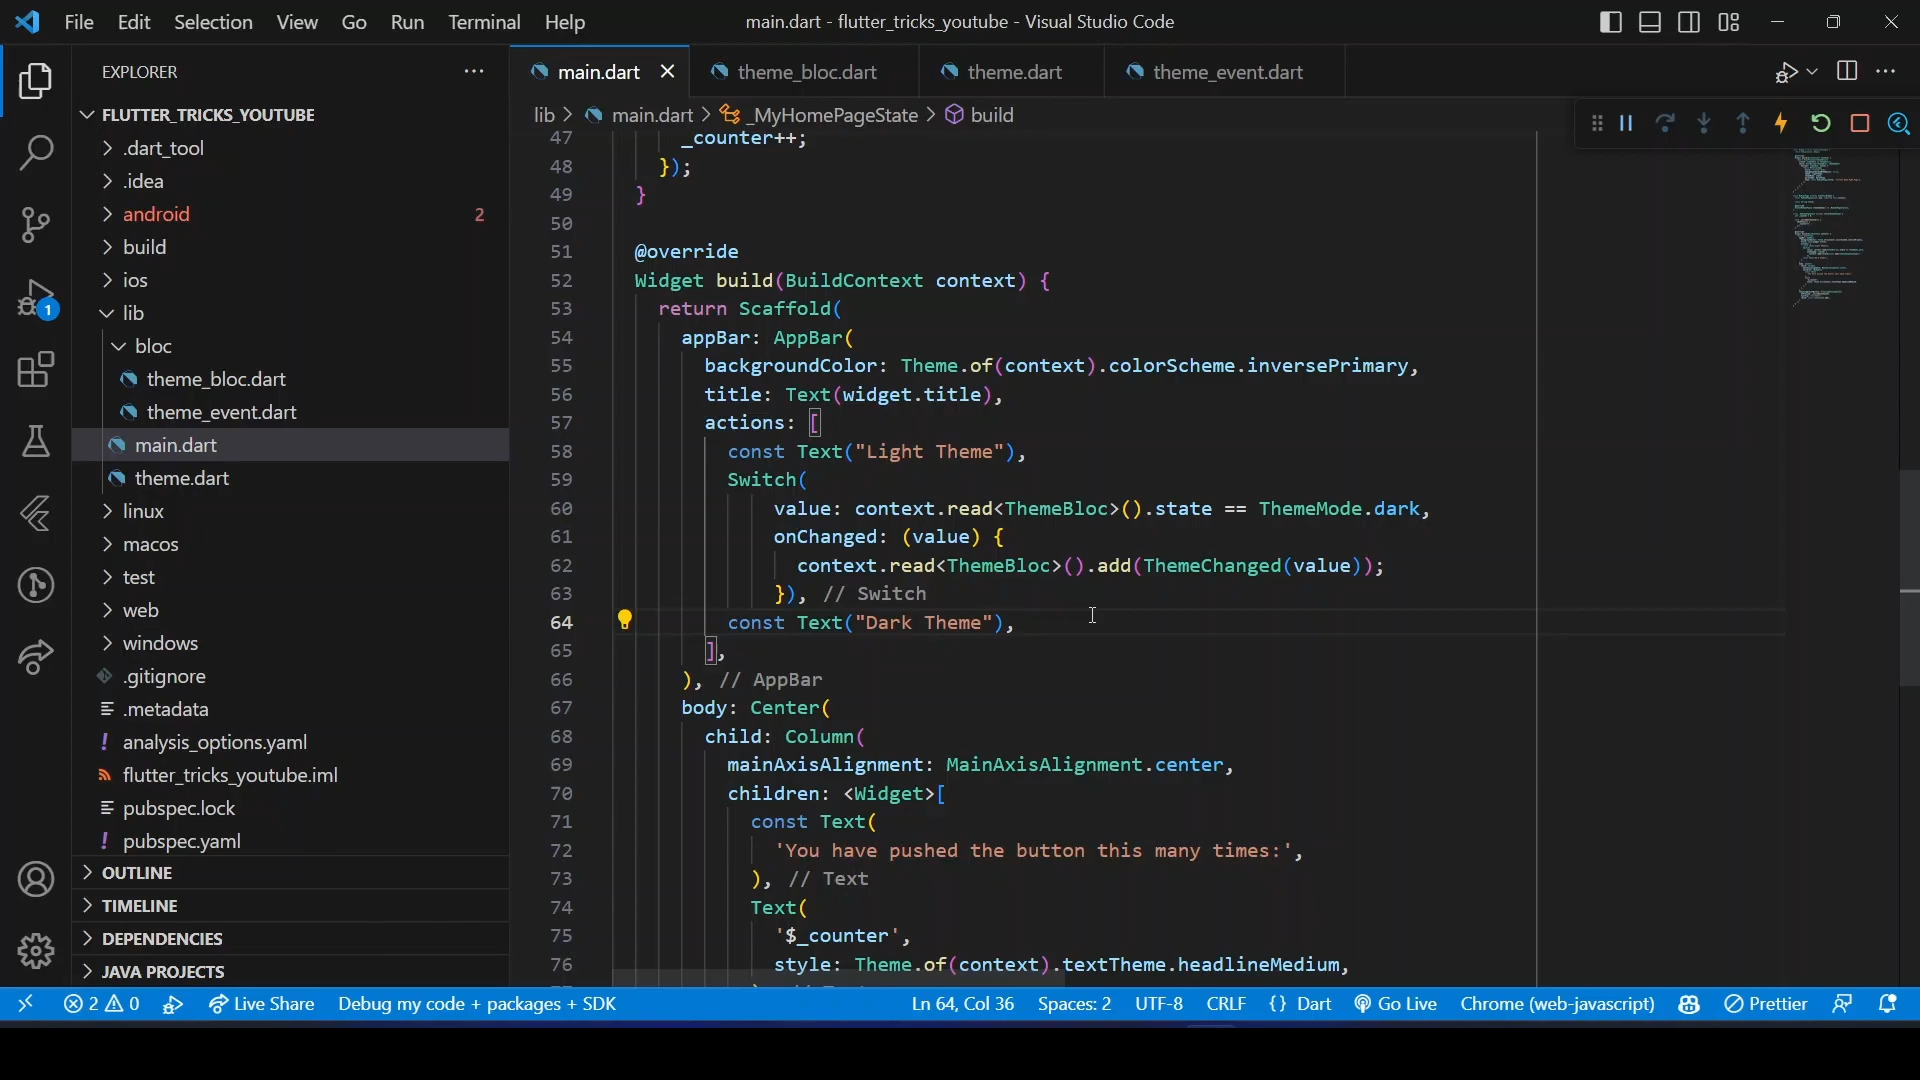 File Edit Selection View Go Run Terminal Help
main.dart - flutter_tricks_youtube - Visual Studio Code
EXPLORER
main.dart
theme_bloc.dart
theme.dart
theme_event.dart
lib > main.dart > _MyHomePageState > build
FLUTTER_TRICKS_YOUTUBE
.dart_tool
.idea
android 2
build
ios
1
lib
bloc
theme_bloc.dart
theme_event.dart
main.dart
theme.dart
linux
macos
test
web
windows
.gitignore
.metadata
analysis_options.yaml
flutter_tricks_youtube.iml
pubspec.lock
pubspec.yaml
OUTLINE
TIMELINE
DEPENDENCIES
JAVA PROJECTS
47 _counter++;
48 });
49 }
50
51 @override
52 Widget build(BuildContext context) {
53 return Scaffold(
54 appBar: AppBar(
55 backgroundColor: Theme.of(context).colorScheme.inversePrimary,
56 title: Text(widget.title),
57 actions: [
58 const Text("Light Theme"),
59 Switch(
60 value: context.read<ThemeBloc>().state == ThemeMode.dark,
61 onChanged: (value) {
62 context.read<ThemeBloc>().add(ThemeChanged(value));
63 }), // Switch
64 const Text("Dark Theme"),
65 ],
66 ), // AppBar
67 body: Center(
68 child: Column(
69 mainAxisAlignment: MainAxisAlignment.center,
70 children: <Widget>[
71 const Text(
72 'You have pushed the button this many times:',
73 ), // Text
74 Text(
75 '$_counter',
76 style: Theme.of(context).textTheme.headlineMedium,
2 0 Live Share Debug my code + packages + SDK Ln 64, Col 36 Spaces: 2 UTF-8 CRLF {} Dart Go Live Chrome (web-javascript) Prettier